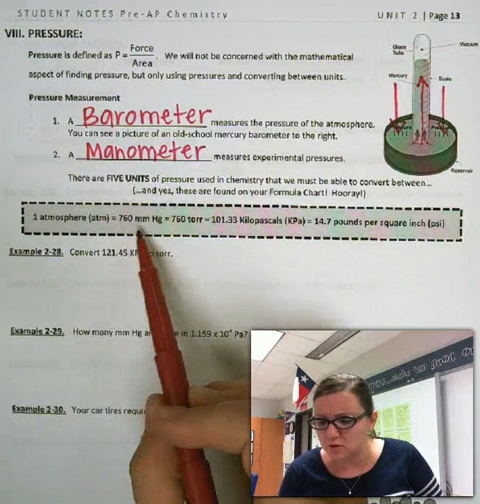 STUDENT NOTES Pre-AP Chemistry UNIT 2 | Page 13
VIII. PRESSURE:
Pressure is defined as P = Force / Area . We will not be concerned with the mathematical
aspect of finding pressure, but only using pressures and converting between units.
Glass Tube
Vacuum
Mercury
Scale
Reservoir
Pressure Measurement
1. A Barometer measures the pressure of the atmosphere.
You can see a picture of an old-school mercury barometer to the right.
2. A Manometer measures experimental pressures.
There are FIVE UNITS of pressure used in chemistry that we must be able to convert between...
(...and yes, these are found on your Formula Chart! Hooray!)
1 atmosphere (atm) = 760 mm Hg = 760 torr = 101.33 Kilopascals (KPa) = 14.7 pounds per square inch (psi)
Example 2-28. Convert 121.45 torr.
Example 2-29. How many mm Hg in 1.159 x 10⁴ Pa?
Example 2-30. Your car tires